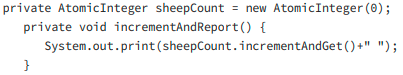 private AtomicInteger sheepCount = new AtomicInteger(0);
private void incrementAndReport() {
System.out.print(sheepCount.incrementAndGet()+" ");
}